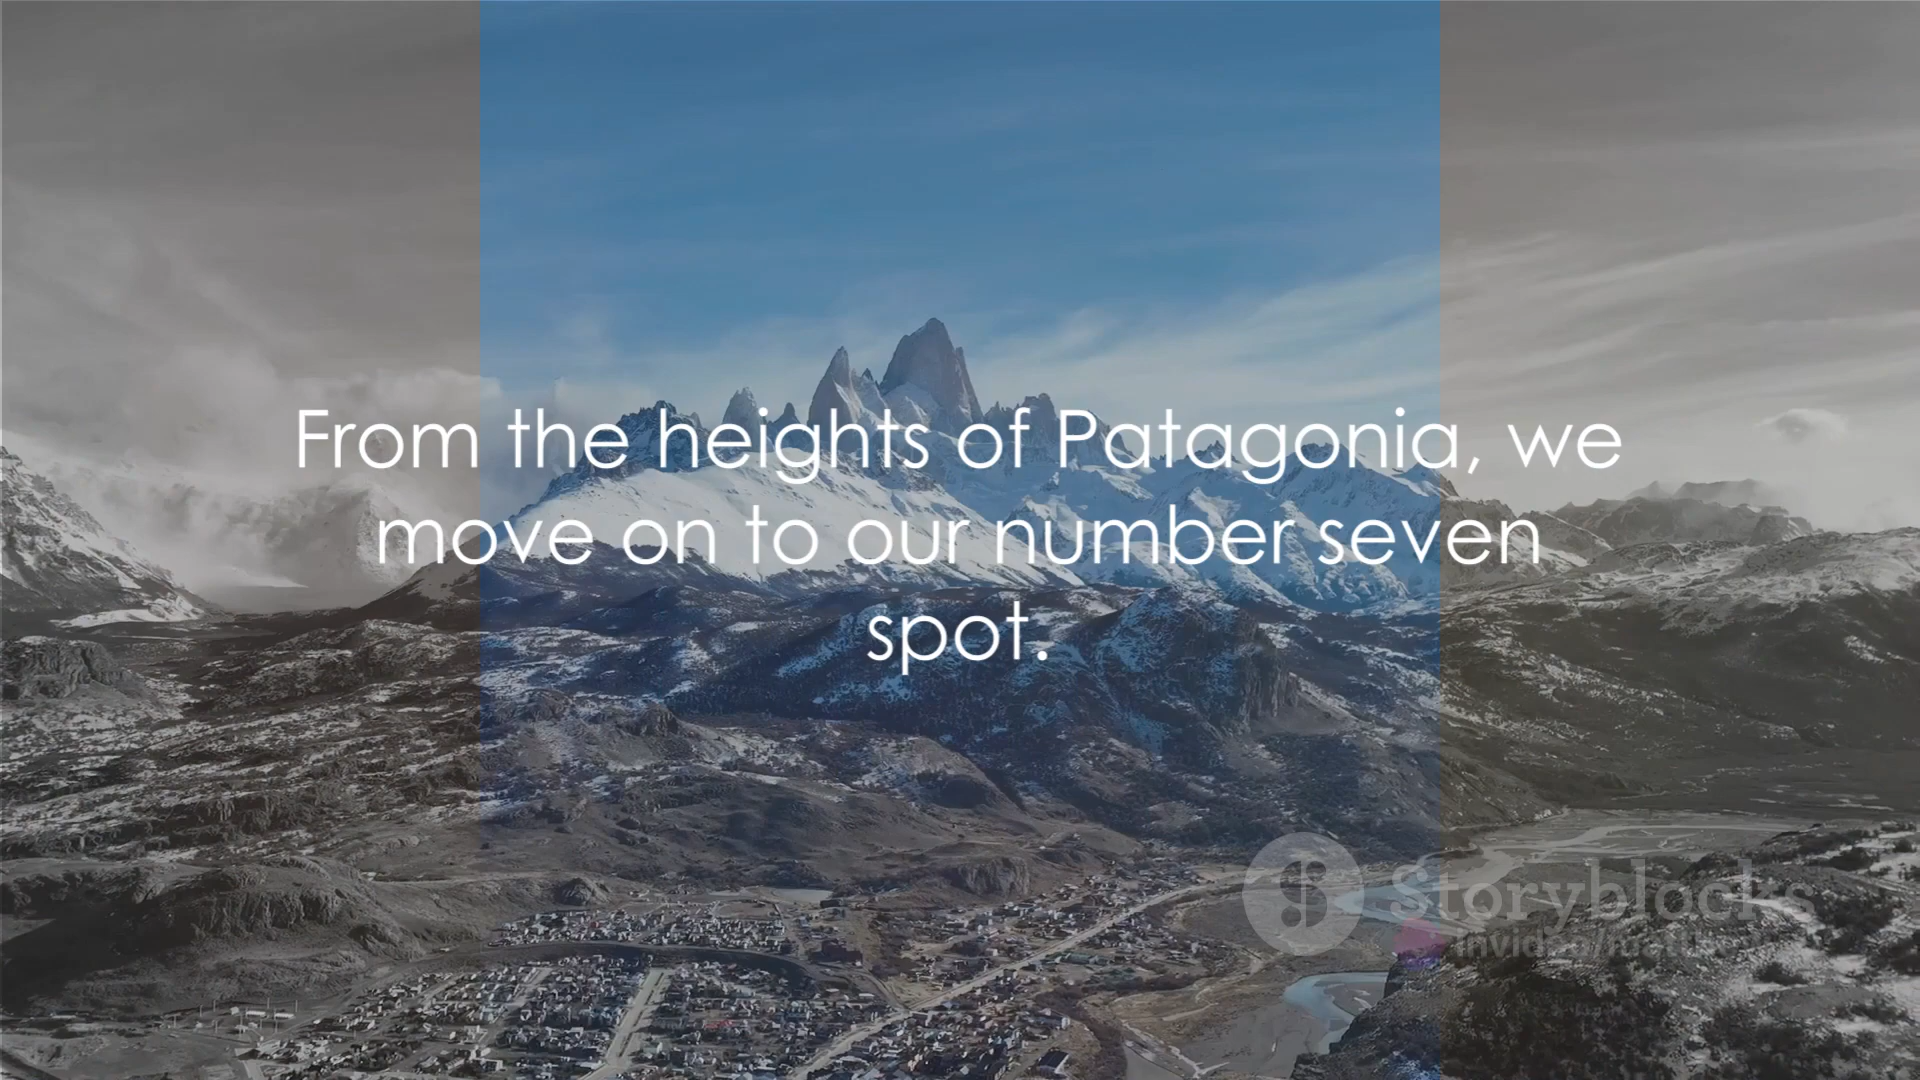 From the heights of Patagonia, we
move on to our number seven
spot.
Storyblocks